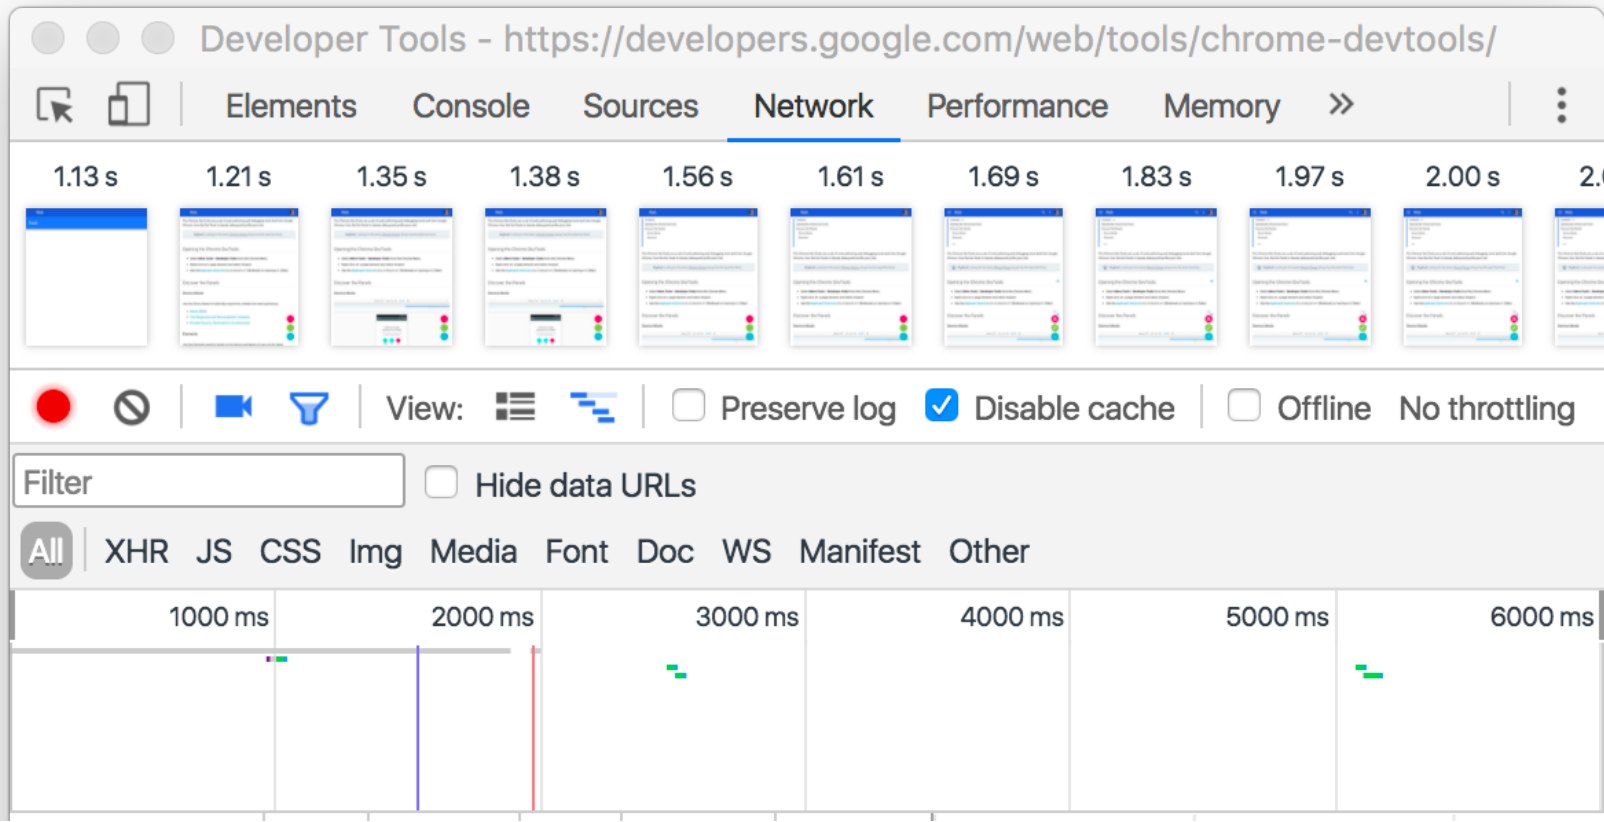 Developer Tools - https://developers.google.com/web/tools/chrome-devtools/
Elements Console Sources Network Performance Memory »
1.13 s 1.21 s 1.35 s 1.38 s 1.56 s 1.61 s 1.69 s 1.83 s 1.97 s 2.00 s
View: Preserve log Disable cache Offline No throttling
Filter Hide data URLs
All XHR JS CSS Img Media Font Doc WS Manifest Other
1000 ms 2000 ms 3000 ms 4000 ms 5000 ms 6000 ms